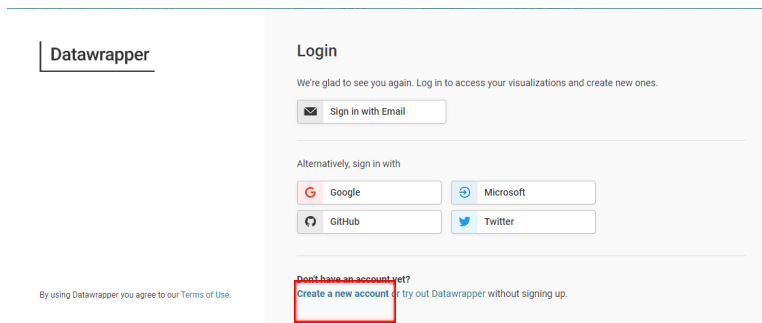 Datawrapper
Login
We're glad to see you again. Log in to access your visualizations and create new ones.
Sign in with Email
Alternatively, sign in with
Google
Microsoft
GitHub
Twitter
Don't have an account yet?
Create a new account or try out Datawrapper without signing up.
By using Datawrapper you agree to our Terms of Use.